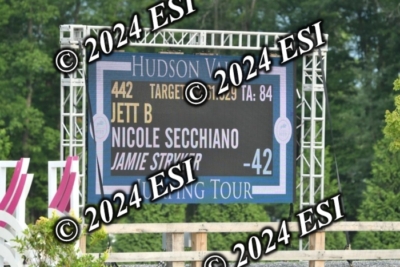 HUDSON
442 TARGET 529 TA: 84
JETT B
NICOLE SECCHIANO
JAMIE STRYKER
-42
TOUR
© 2024 ESI
© 2024 ESI
© 2024 ESI
© 2024 ESI
© 2024 ESI